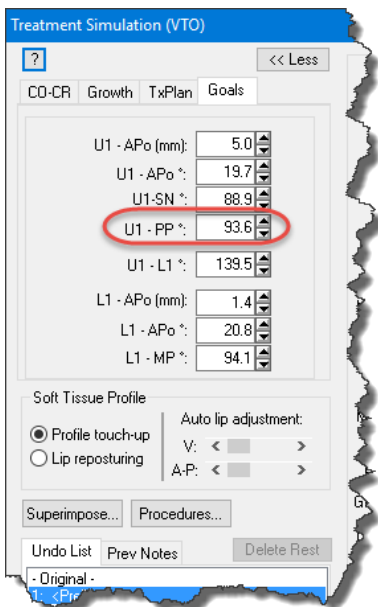 Treatment Simulation (VTO)
? << Less
CO-CR Growth TxPlan Goals
U1 - APo (mm): 5.0
U1 - APo °: 19.7
U1-SN °: 88.9
U1 - PP °: 93.6
U1 - L1 °: 139.5
L1 - APo (mm): 1.4
L1 - APo °: 20.8
L1 - MP °: 94.1
Soft Tissue Profile
Auto lip adjustment:
Profile touch-up
V: < >
Lip reposturing
A-P: < >
Superimpose... Procedures...
Undo List Prev Notes Delete Rest
- Original -
1: <Pre